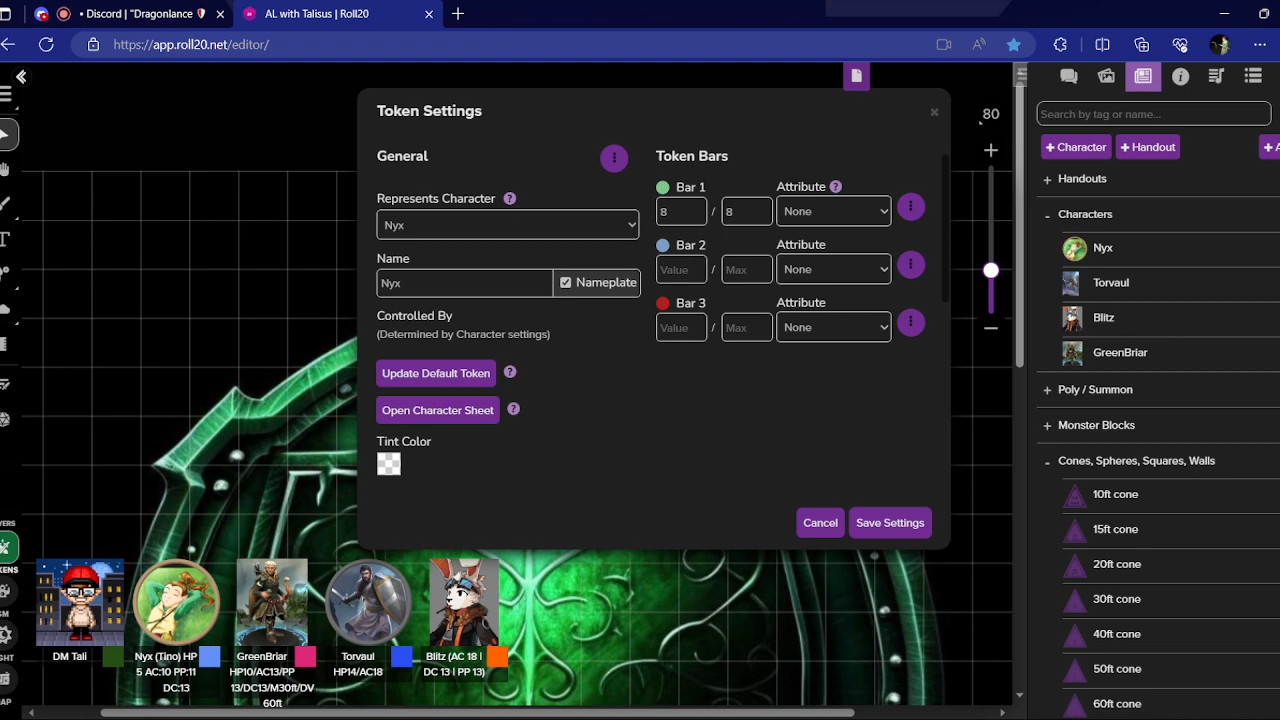 • Discord | "Dragonlance
AL with Talisus | Roll20
https://app.roll20.net/editor/
Token Settings
80
Search by tag or name...
General
Token Bars
+ Character
+ Handout
+ A
Represents Character ?
Bar 1
Attribute ?
+ Handouts
Nyx
8 / 8
None
- Characters
Name
Bar 2
Attribute
Nyx
Nyx
Nameplate
Value / Max
None
Torvaul
Controlled By
Bar 3
Attribute
Blitz
(Determined by Character settings)
Value / Max
None
GreenBriar
Update Default Token ?
+ Poly / Summon
Open Character Sheet ?
+ Monster Blocks
Tint Color
- Cones, Spheres, Squares, Walls
10ft cone
Cancel
Save Settings
15ft cone
20ft cone
30ft cone
40ft cone
50ft cone
60ft cone
YERS
KENS
SM
GHT
AP
DM Tali
Nyx (Tino) HP
5 AC:10 PP:11
DC:13
GreenBriar
HP10/AC13/PP
13/DC13/M30ft/DV
60ft
Torvaul
HP14/AC18
Blitz (AC 18 |
DC 13 | PP 13)